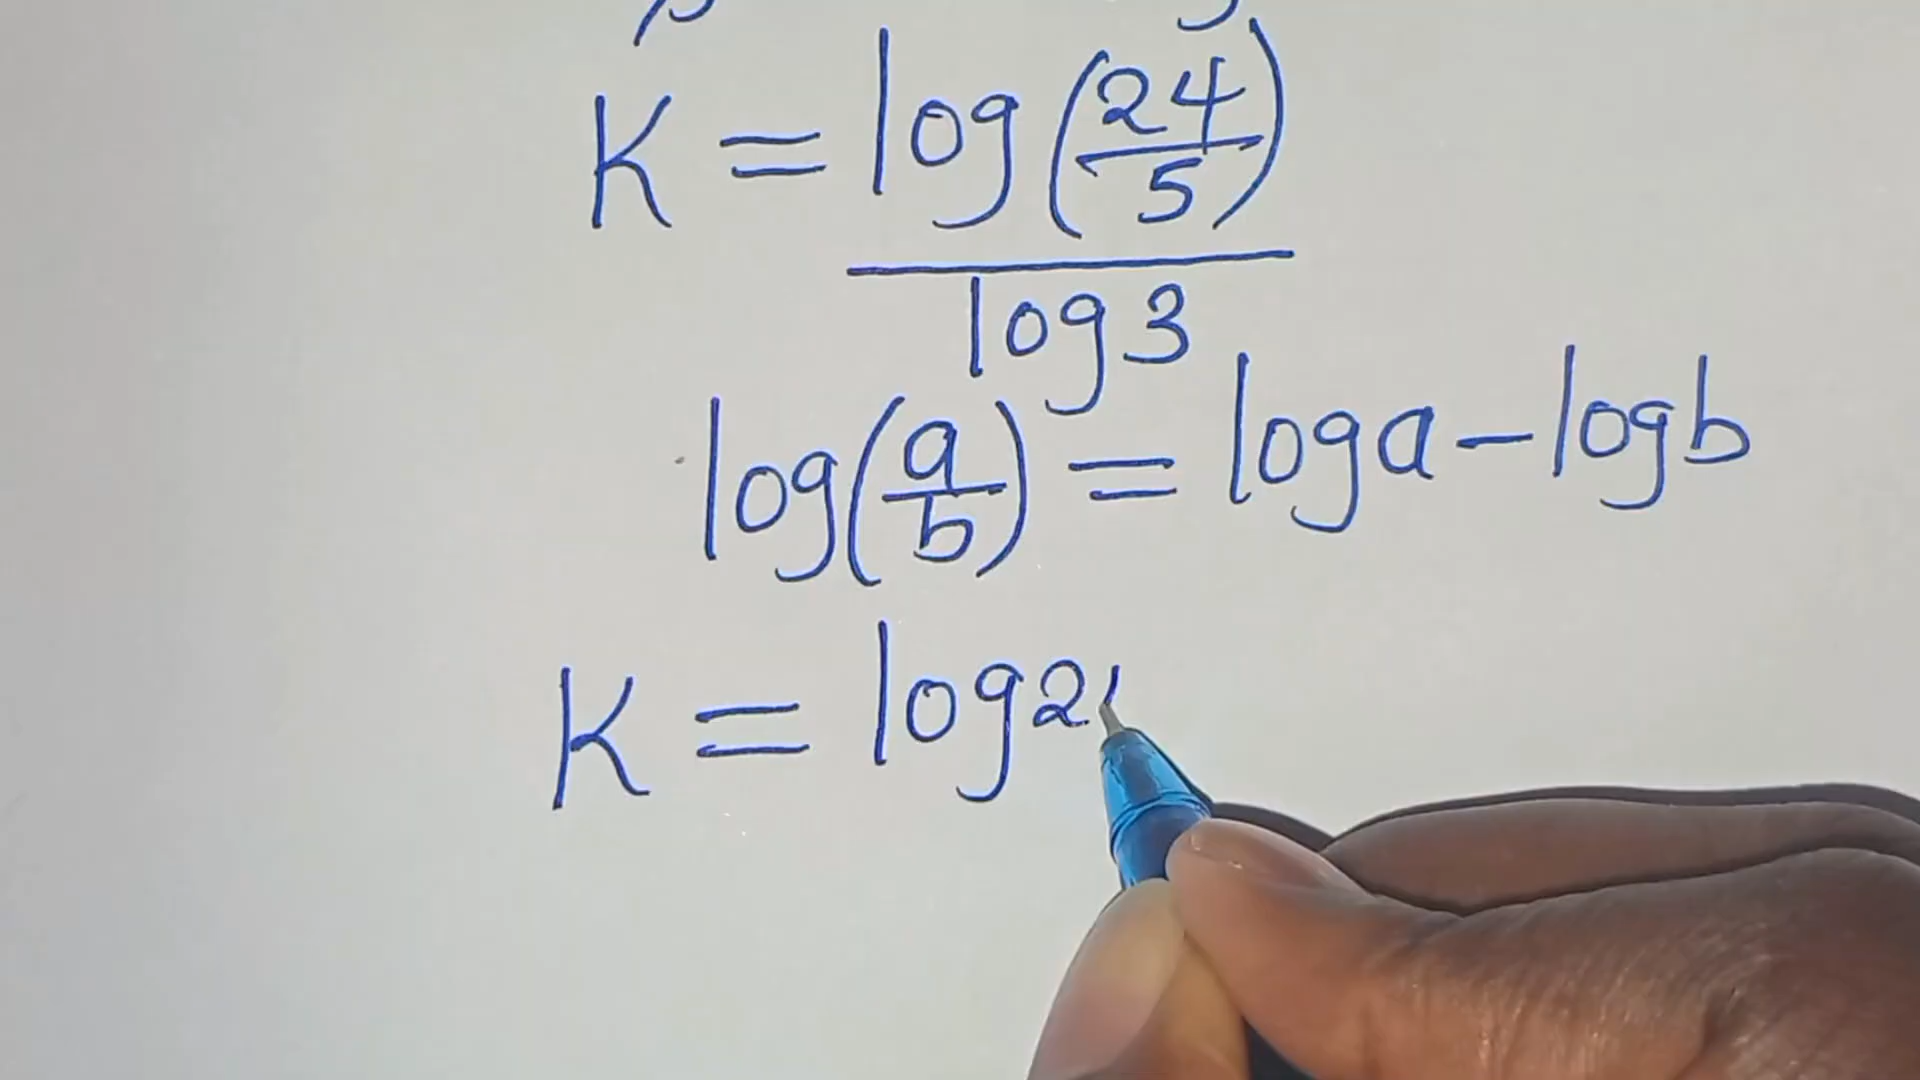 K = log(24/5)
log3
log(a/b) = loga - logb
K = log2